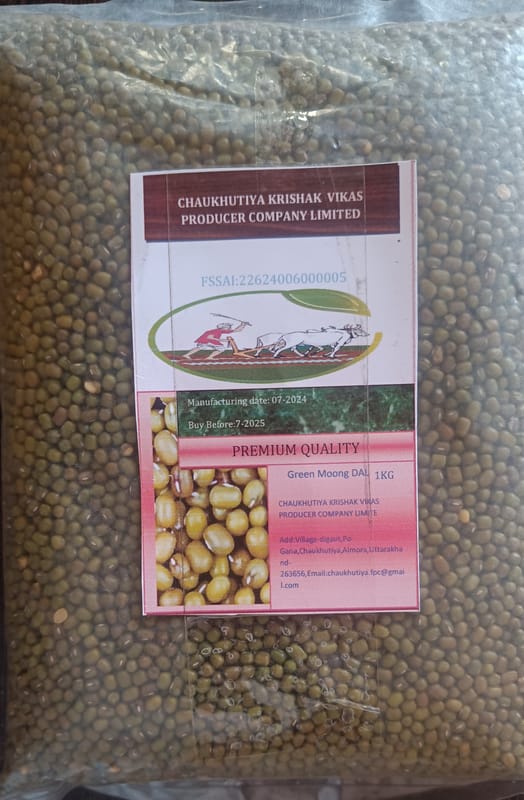 CHAUKHUTIYA KRISHAK VIKAS
PRODUCER COMPANY LIMITED
FSSAI:22624006000005
Manufacturing date: 07-2024
Buy Before:7-2025
PREMIUM QUALITY
Green Moong DAL 1KG
CHAUKHUTIYA KRISHAK VIKAS
PRODUCER COMPANY LIMITE
Add:Village-digaut,Po
Gana,Chaukhutiya,Almora,Uttarakha
nd-
263656,Email:chaukhutiya.fpc@gmai
l.com